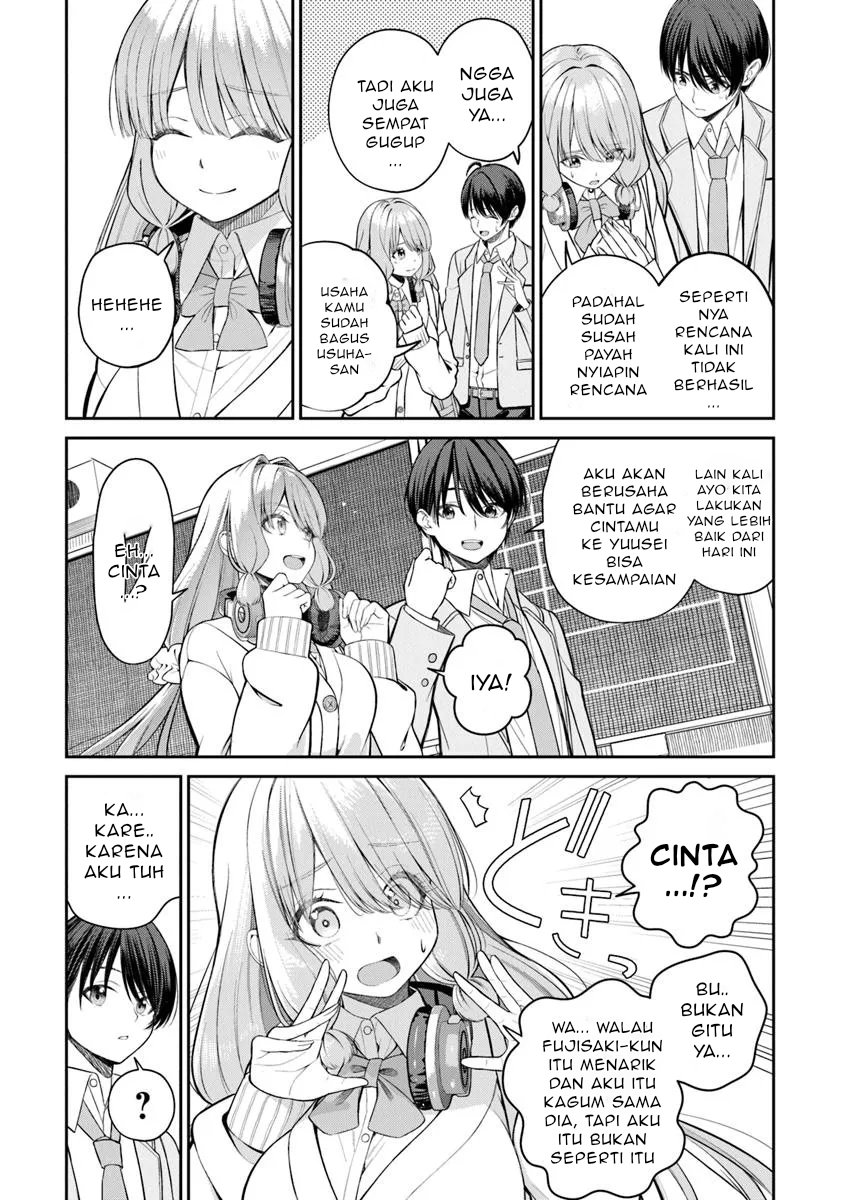 SEPERTI
NYA
RENCANA
KALI INI
TIDAK
BERHASIL
...
PADAHAL
SUDAH
SUSAH
PAYAH
NYIAPIN
RENCANA
NGGA
JUGA
YA...
TADI AKU
JUGA
SEMPAT
GUGUP
...
USAHA
KAMU
SUDAH
BAGUS
USUHA-
SAN
HEHEHE
...
LAIN KALI
AYO KITA
LAKUKAN
YANG LEBIH
BAIK DARI
HARI INI
AKU AKAN
BERUSAHA
BANTU AGAR
CINTAMU
KE YUUSEI
BISA
KESAMPAIAN
IYA!
EH...
CINTA
...?
CINTA
...!?
どきっ
BU..
BUKAN
GITU
YA...
WA... WALAU
FUJISAKI-KUN
ITU MENARIK
DAN AKU ITU
KAGUM SAMA
DIA, TAPI AKU
ITU BUKAN
SEPERTI ITU
KA...
KARE..
KARENA
AKU TUH
...
?